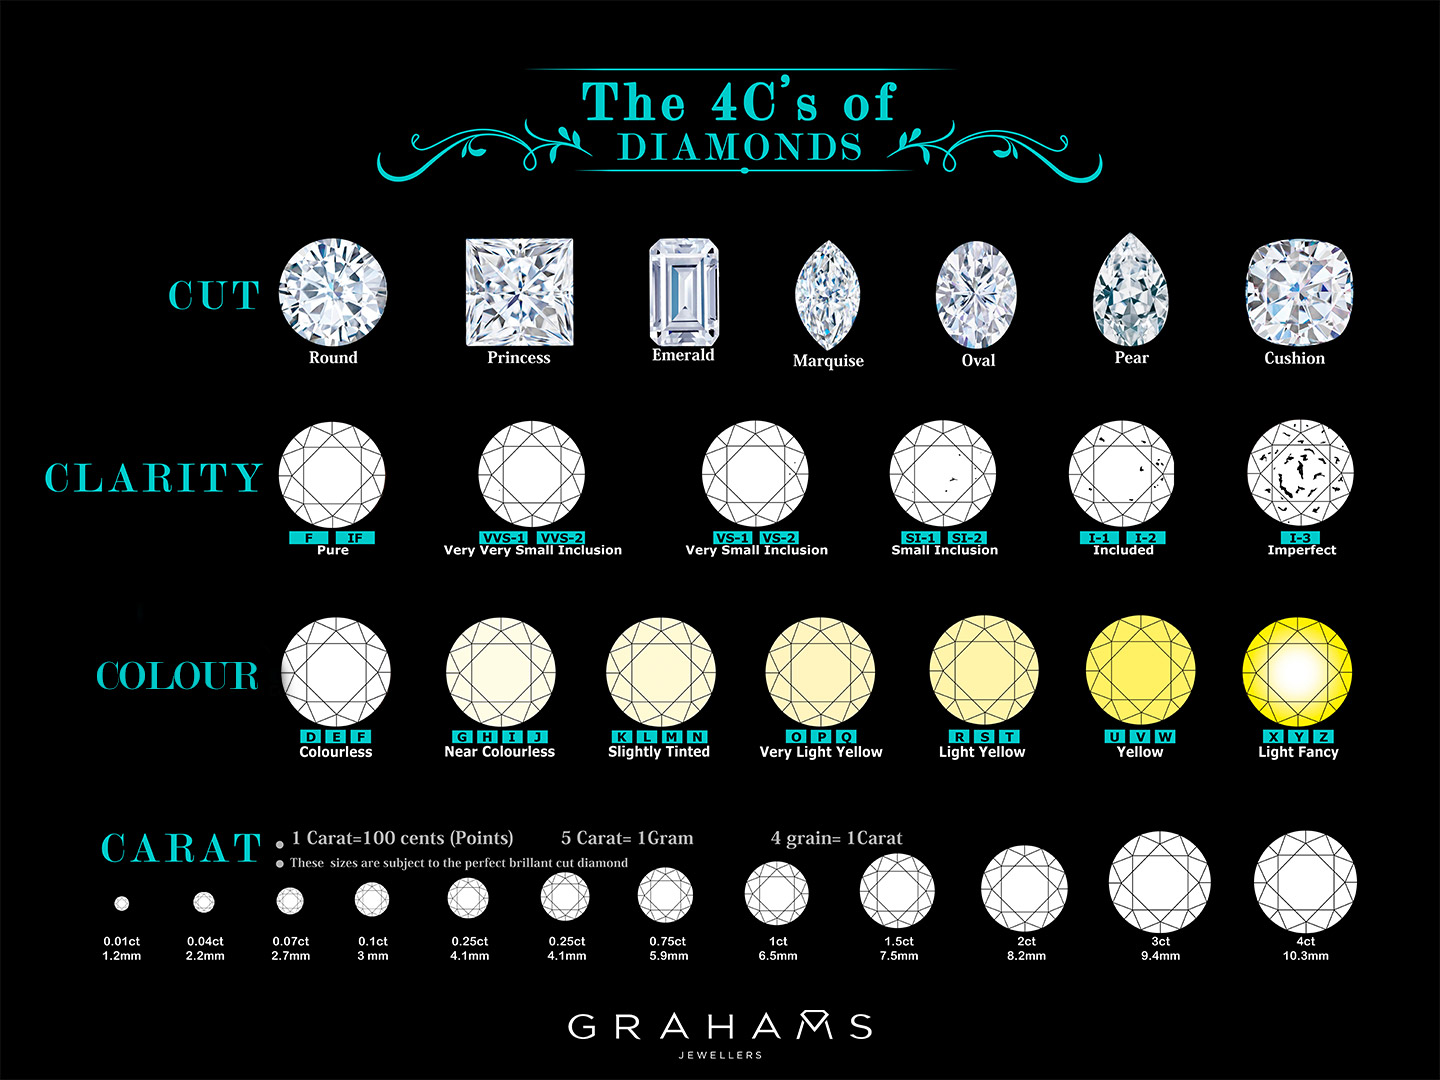 The 4C's of
DIAMONDS
CUT
Round
Princess
Emerald
Marquise
Oval
Pear
Cushion
CLARITY
F IF
Pure
VVS-1 VVS-2
Very Very Small Inclusion
VS-1 VS-2
Very Small Inclusion
SI-1 SI-2
Small Inclusion
I-1 I-2
Included
I-3
Imperfect
COLOUR
D E F
Colourless
G H I J
Near Colourless
K L M N
Slightly Tinted
O P Q
Very Light Yellow
R S T
Light Yellow
U V W
Yellow
X Y Z
Light Fancy
CARAT
1 Carat=100 cents (Points) 5 Carat= 1Gram 4 grain= 1Carat
These sizes are subject to the perfect brillant cut diamond
0.01ct
1.2mm
0.04ct
2.2mm
0.07ct
2.7mm
0.1ct
3 mm
0.25ct
4.1mm
0.25ct
4.1mm
0.75ct
5.9mm
1ct
6.5mm
1.5ct
7.5mm
2ct
8.2mm
3ct
9.4mm
4ct
10.3mm
GRAHAMS
JEWELLERS